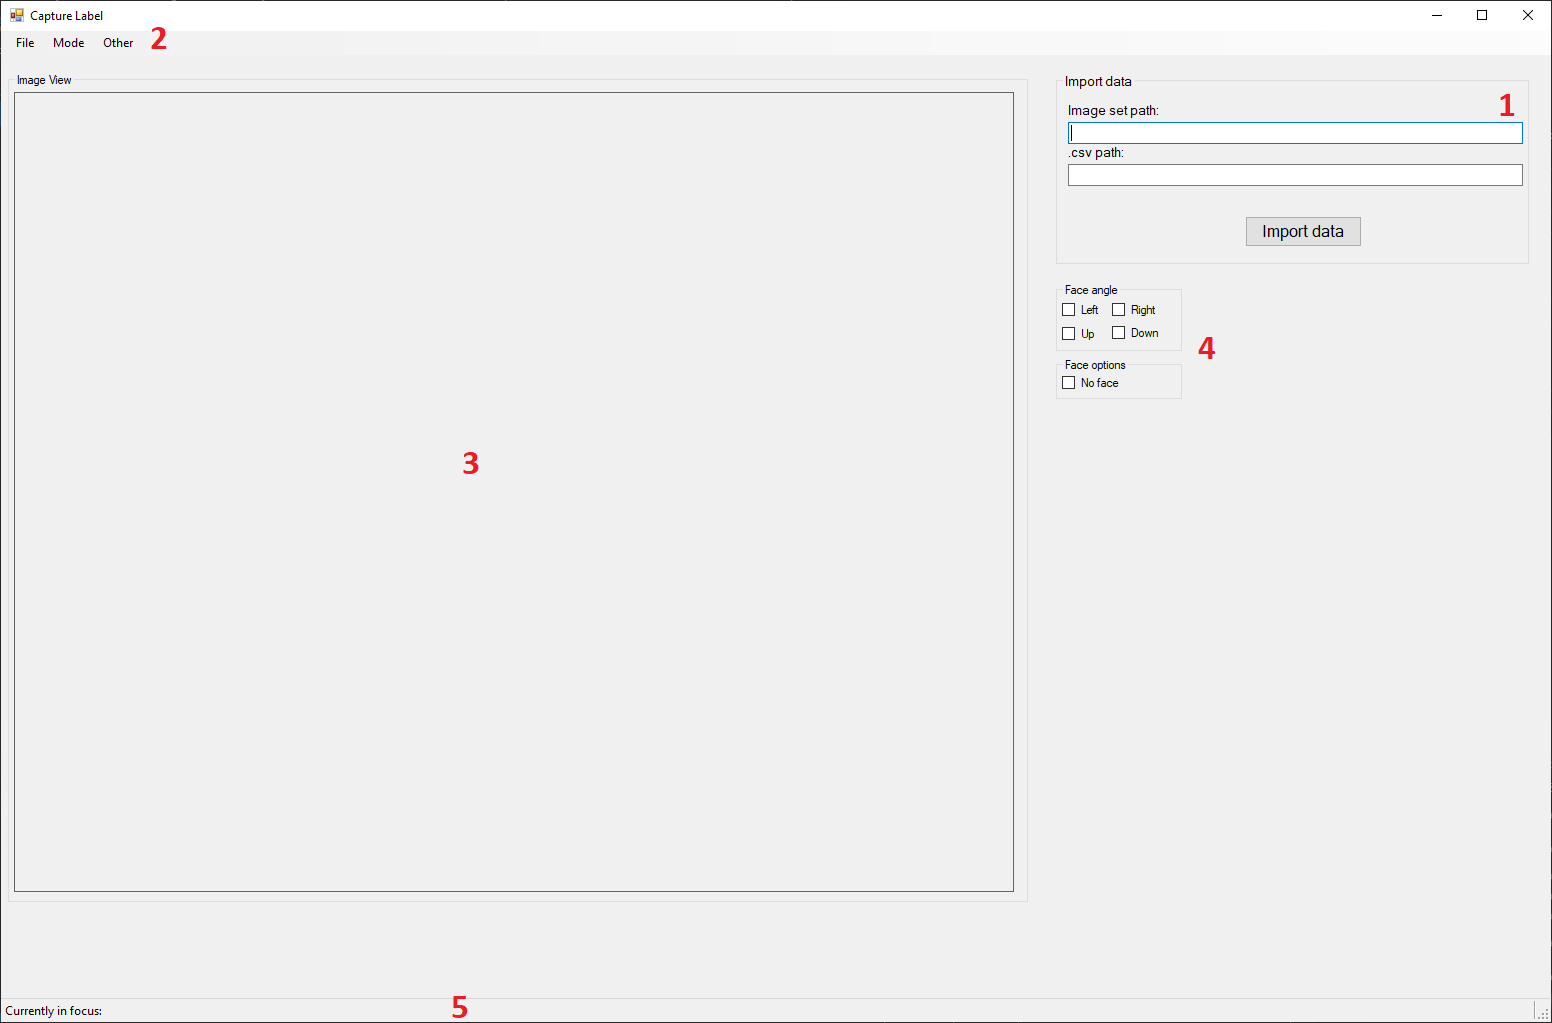 Capture Label
File Mode Other 2
Image View
Import data
Image set path: 1
.csv path:
Import data
Face angle
Left Right
Up Down
4
Face options
No face
3
Currently in focus: 5